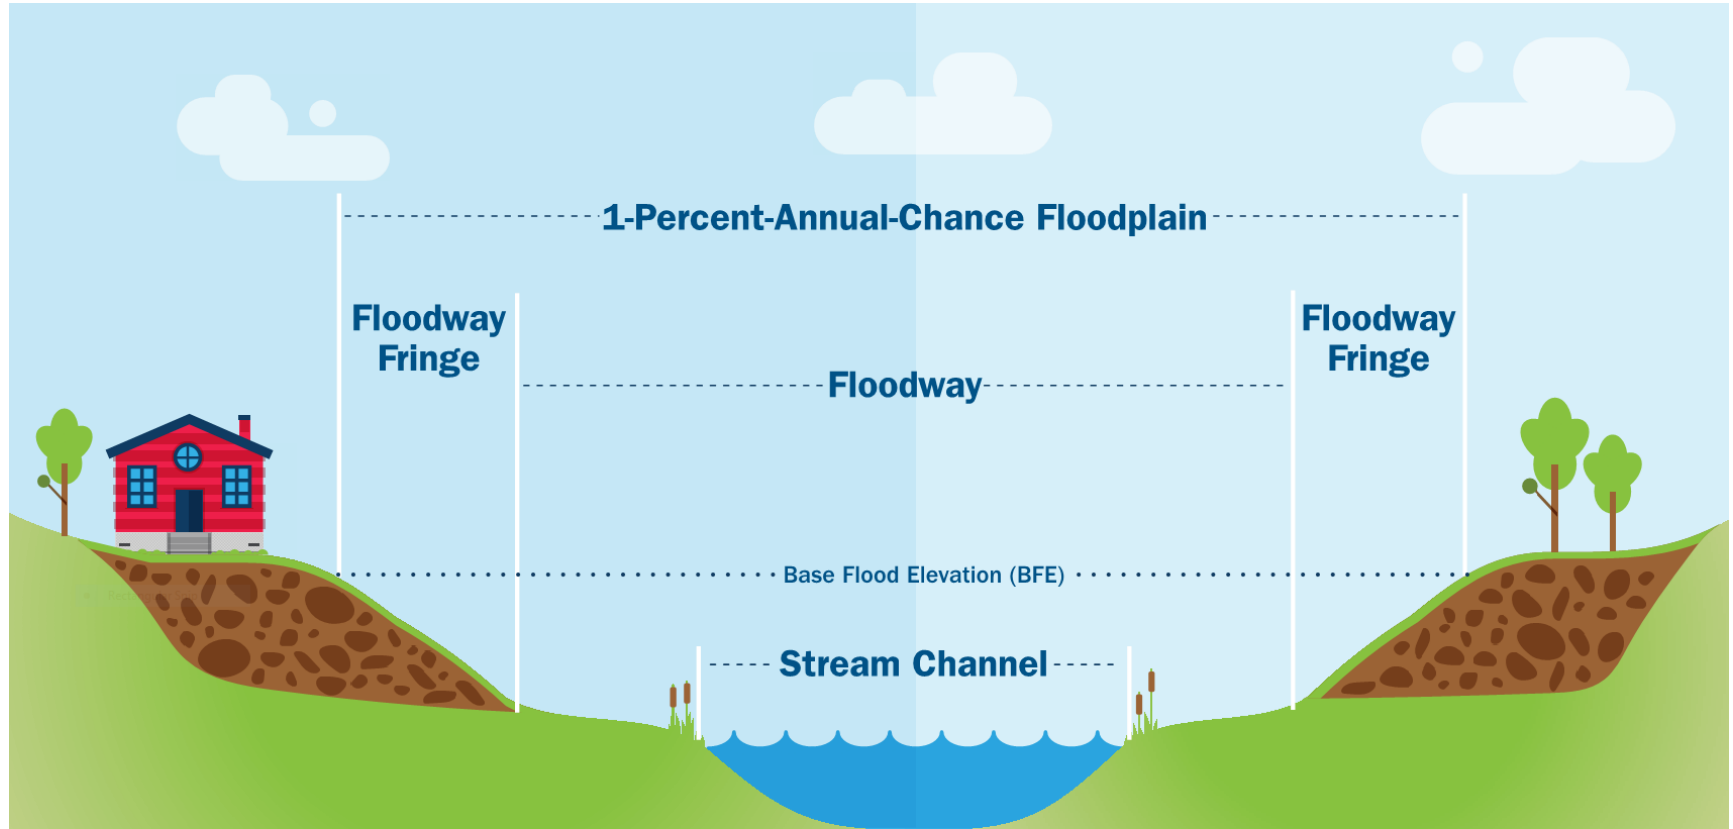 1-Percent-Annual-Chance Floodplain
Floodway
Fringe
Floodway
Fringe
Floodway
Base Flood Elevation (BFE)
Stream Channel